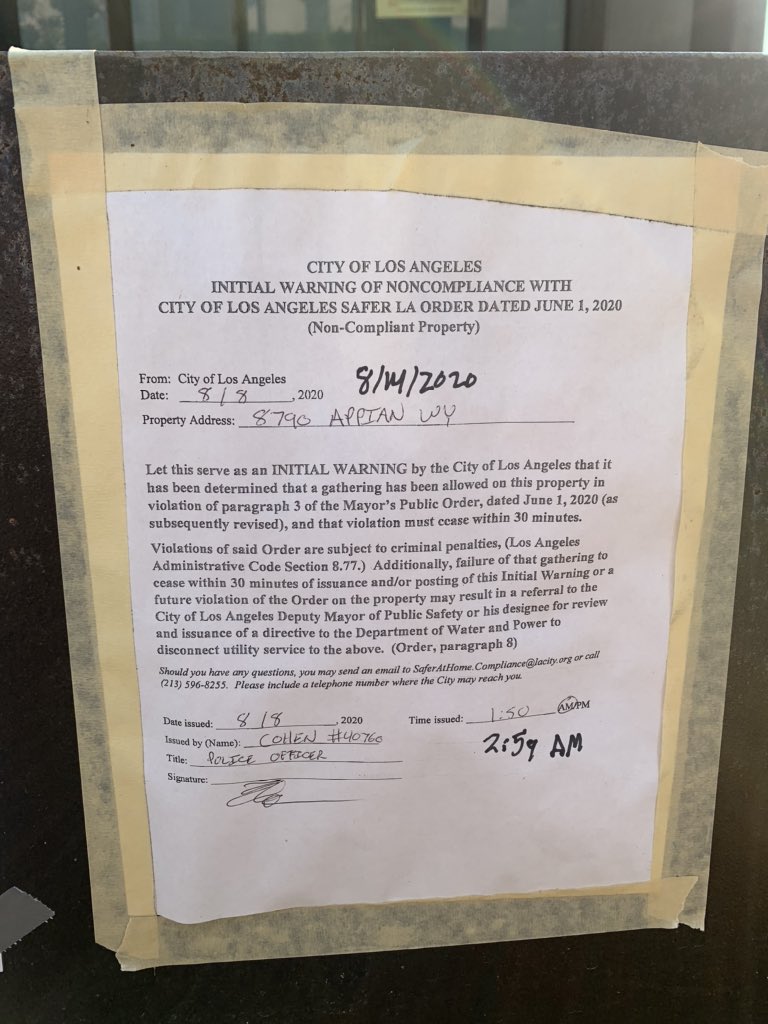 CITY OF LOS ANGELES
INITIAL WARNING OF NONCOMPLIANCE WITH
CITY OF LOS ANGELES SAFER LA ORDER DATED JUNE 1, 2020
(Non-Compliant Property)
From: City of Los Angeles
8/14/2020
Date: 8/8, 2020
Property Address: 8790 APPIAN WY
Let this serve as an INITIAL WARNING by the City of Los Angeles that it
has been determined that a gathering has been allowed on this property in
violation of paragraph 3 of the Mayor's Public Order, dated June 1, 2020 (as
subsequently revised), and that violation must cease within 30 minutes.
Violations of said Order are subject to criminal penalties, (Los Angeles
Administrative Code Section 8.77.) Additionally, failure of that gathering to
cease within 30 minutes of issuance and/or posting of this Initial Warning or a
future violation of the Order on the property may result in a referral to the
City of Los Angeles Deputy Mayor of Public Safety or his designee for review
and issuance of a directive to the Department of Water and Power to
disconnect utility service to the above. (Order, paragraph 8)
Should you have any questions, you may send an email to SaferAtHome.Compliance@lacity.org or call
(213) 596-8255. Please include a telephone number where the City may reach you.
Date issued: 8/8, 2020 Time issued: 1:50 AM/PM
Issued by (Name): COHEN #40760
2:59 AM
Title: POLICE OFFICER
Signature: